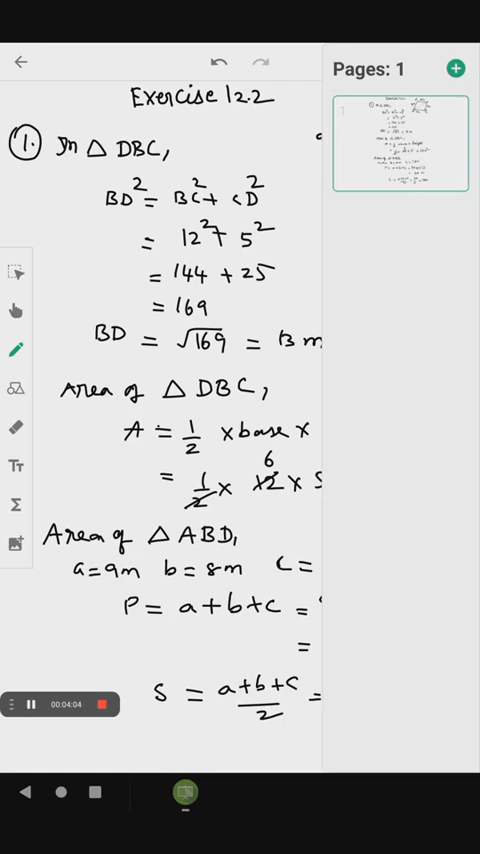 Pages: 1
Exercise 12.2
1. In △ DBC,
BD² = BC² + CD²
= 12² + 5²
= 144 + 25
= 169
BD = √169 = 13 m
Area of △ DBC,
A = 1/2 × base ×
6
= 1/2 × 12 × 5
Area of △ ABD,
a = 9m b = 8m c =
P = a + b + c =
=
S = a+b+c/2 =
00:04:04
Tт
Σ